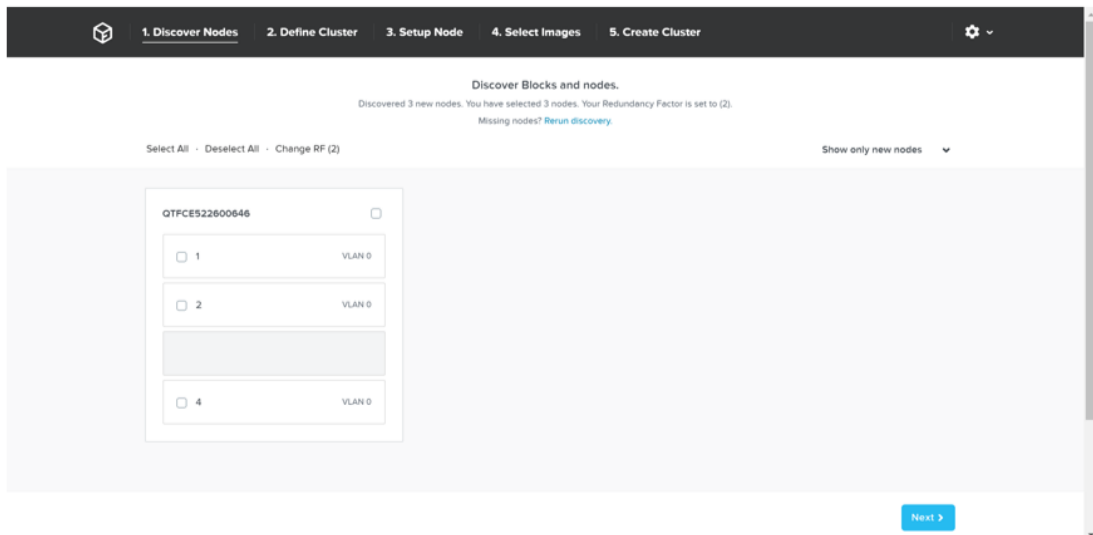 1. Discover Nodes 2. Define Cluster 3. Setup Node 4. Select Images 5. Create Cluster
Discover Blocks and nodes.
Discovered 3 new nodes. You have selected 3 nodes. Your Redundancy Factor is set to (2).
Missing nodes? Rerun discovery.
Select All · Deselect All · Change RF (2) Show only new nodes
QTFCE522600646
1 VLAN 0
2 VLAN 0
4 VLAN 0
Next >